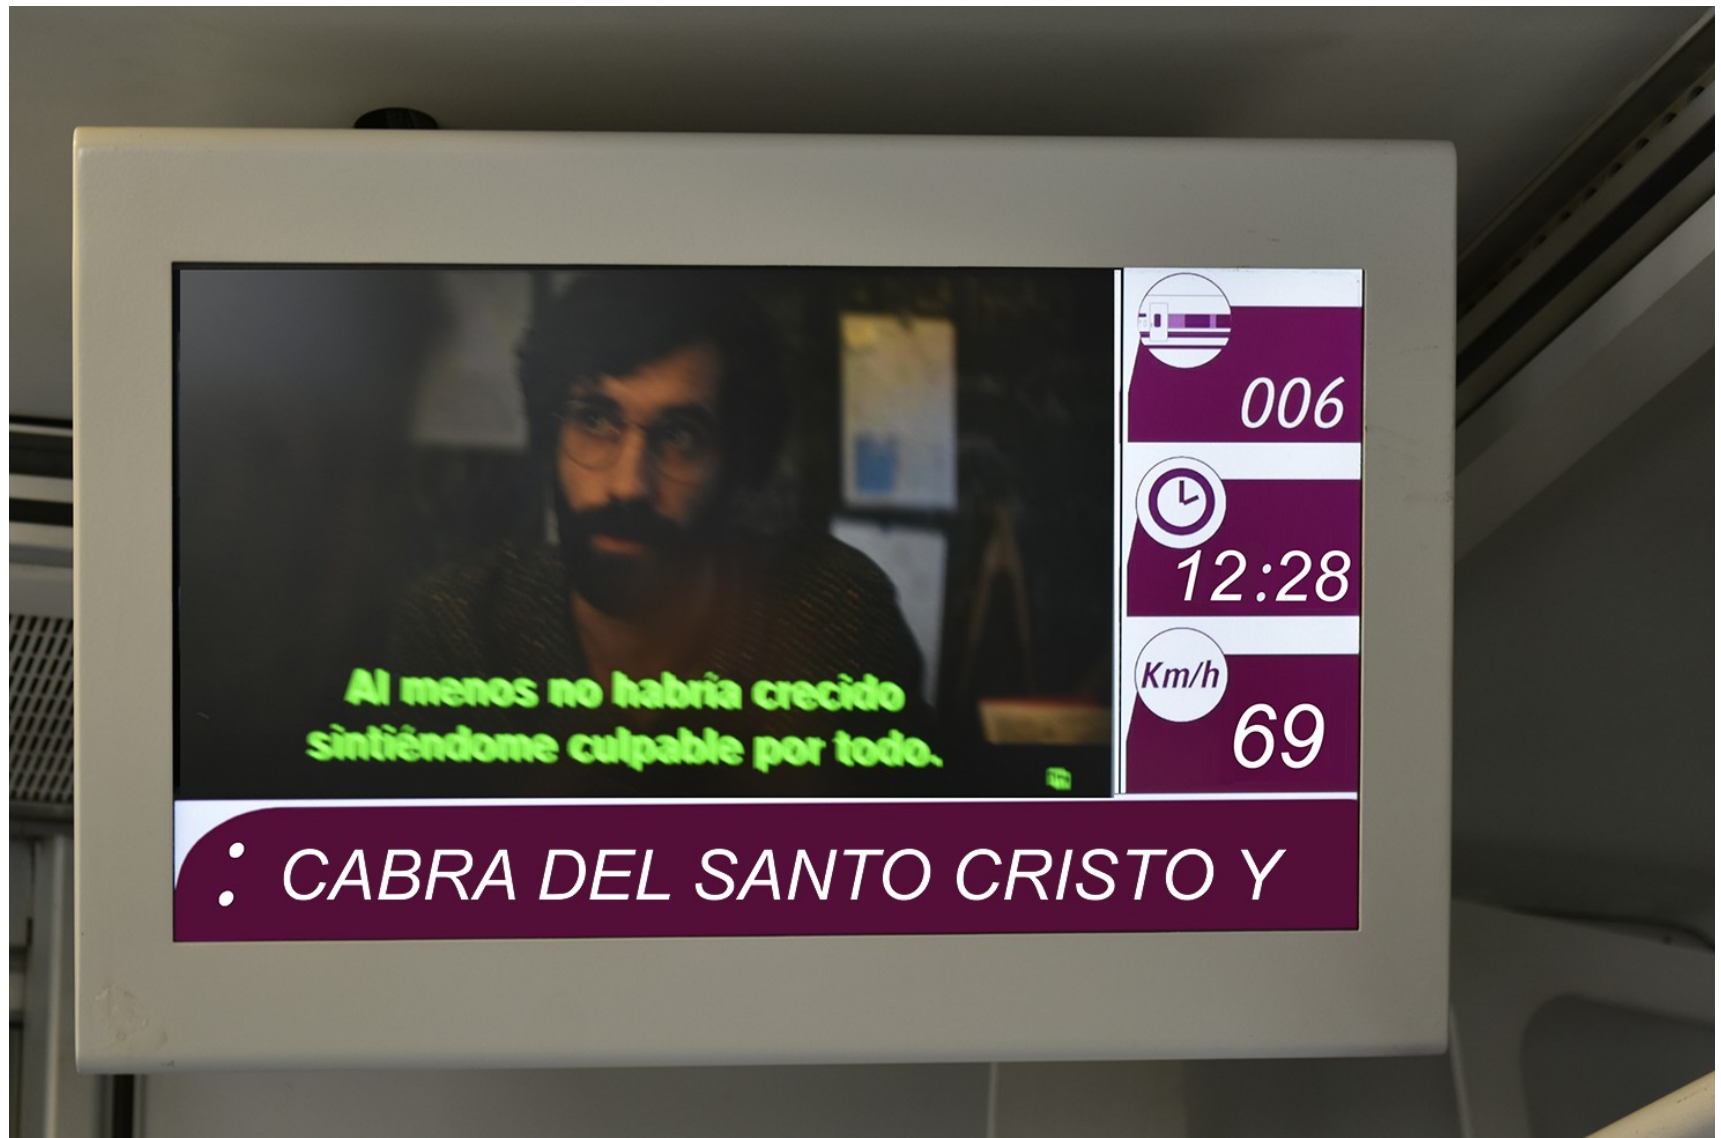 006
12:28
Km/h
69
Al menos no habría crecido
sintiéndome culpable por todo.
: CABRA DEL SANTO CRISTO Y